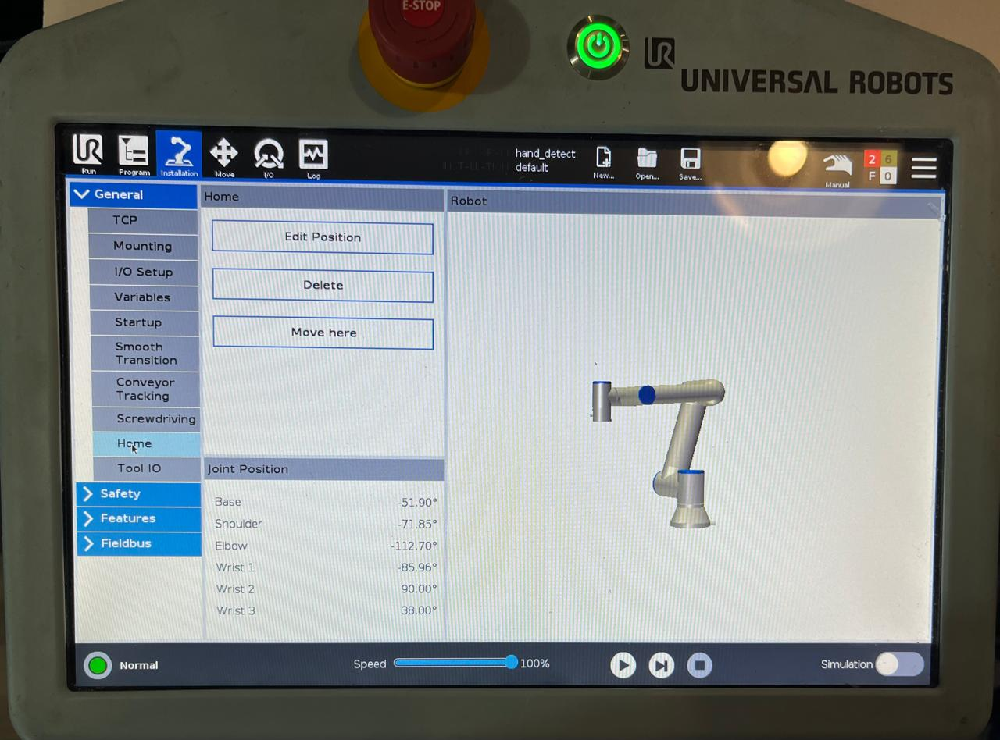 E-STOP
UR
UNIVERSAL ROBOTS
UR
Run
Program
Installation
Move
I/O
Log
hand_detect
default
New...
Open...
Save...
Manual
2 6
F 0
General
TCP
Mounting
I/O Setup
Variables
Startup
Smooth
Transition
Conveyor
Tracking
Screwdriving
Home
Tool IO
Safety
Features
Fieldbus
Home
Edit Position
Delete
Move here
Joint Position
Base -51.90°
Shoulder -71.85°
Elbow -112.70°
Wrist 1 -85.96°
Wrist 2 90.00°
Wrist 3 38.00°
Robot
Normal
Speed 100%
Simulation